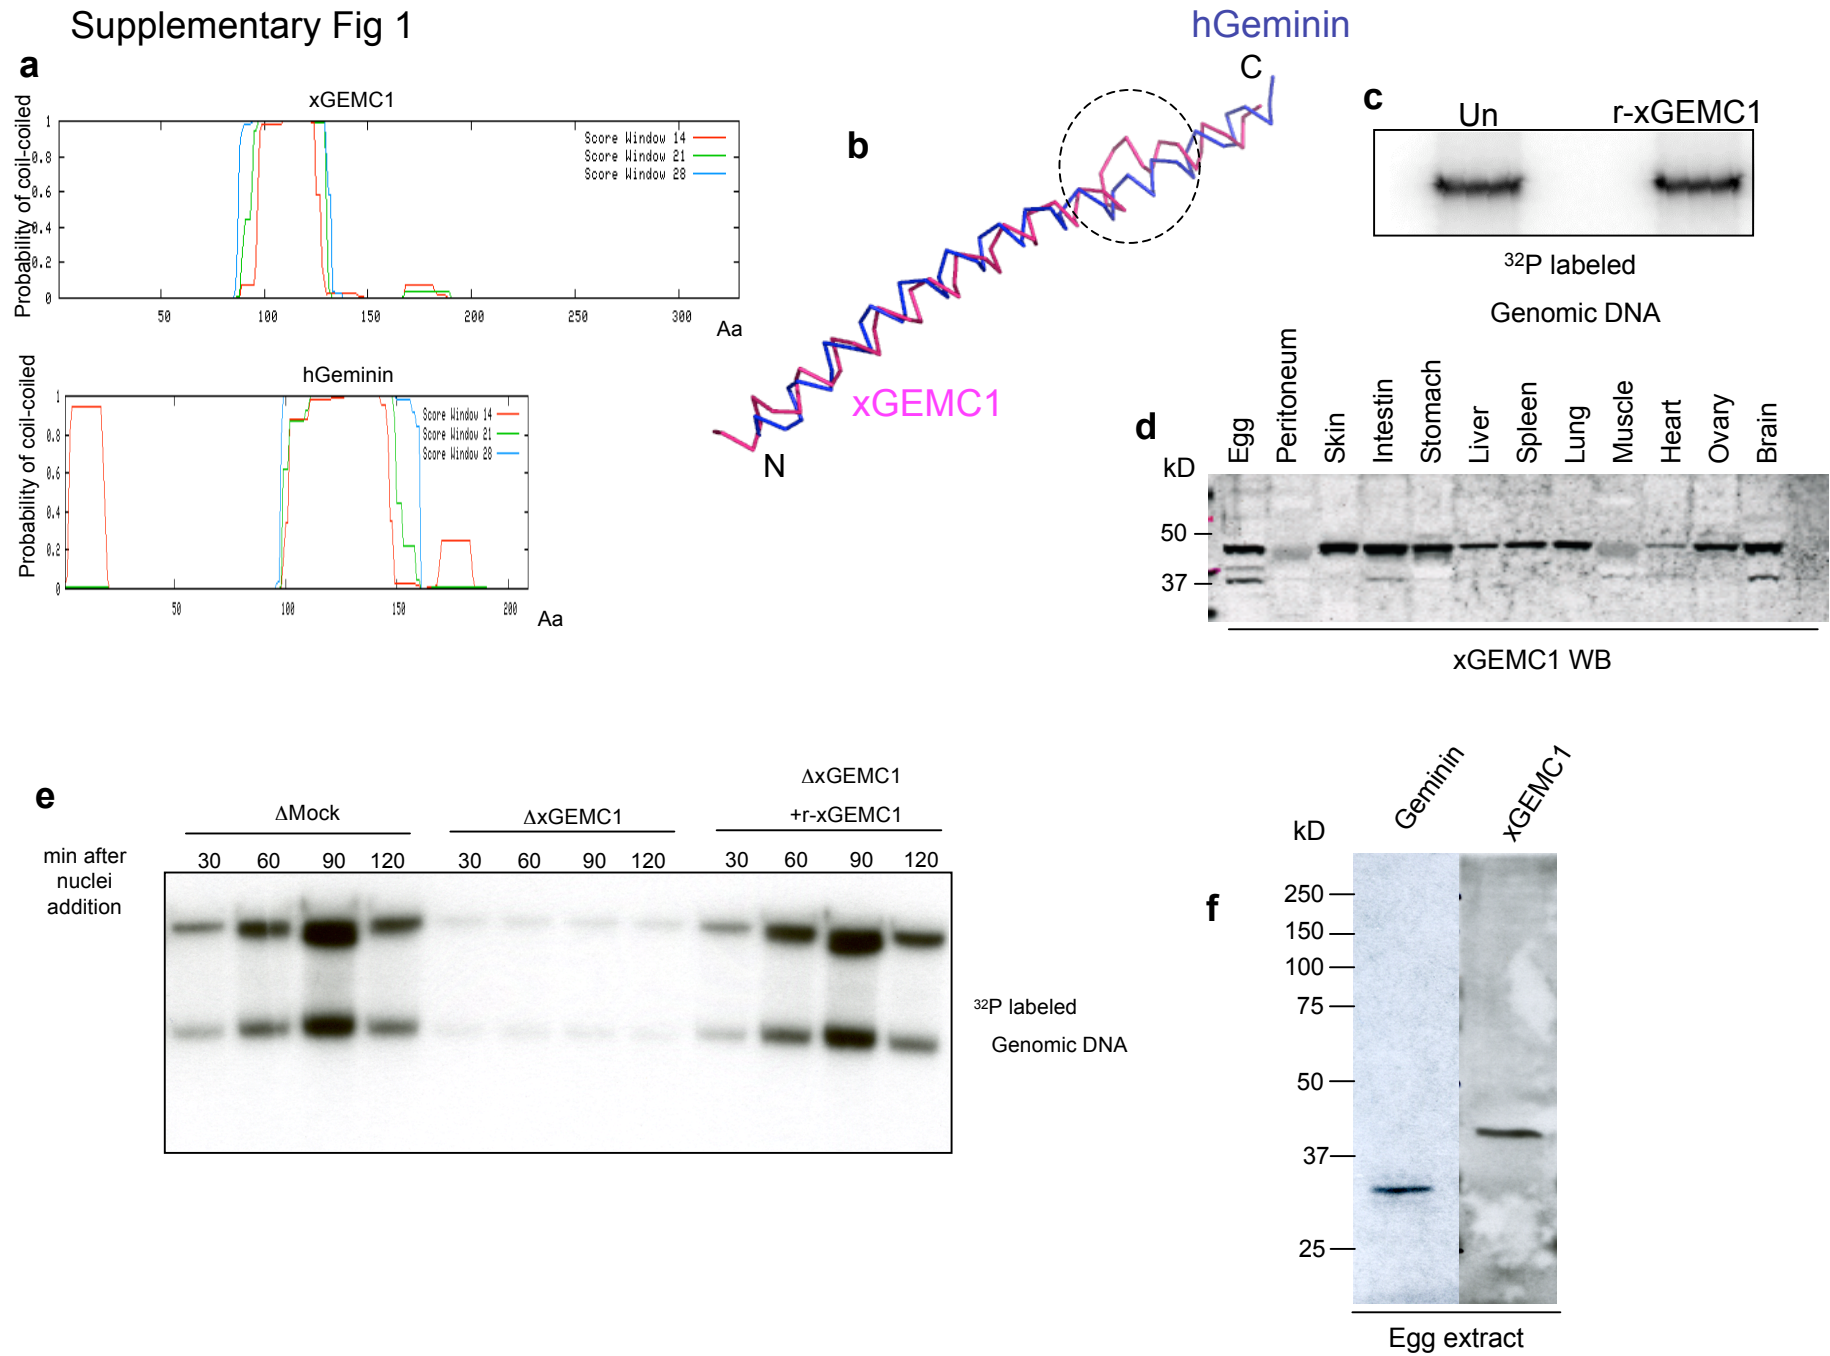 Supplementary Fig 1
a
xGEMC1
Probability of coil-coiled
1
0.8
0.6
0.4
0.2
0
Score Window 14
Score Window 21
Score Window 28
50 100 150 200 250 300
Aa
hGeminin
Probability of coil-coiled
1
0.8
0.6
0.4
0.2
0
Score Window 14
Score Window 21
Score Window 28
50 100 150 200
Aa
b
hGeminin
C
xGEMC1
N
c
Un r-xGEMC1
32P labeled
Genomic DNA
d
kD
Egg Peritoneum Skin Intestin Stomach Liver Spleen Lung Muscle Heart Ovary Brain
50
37
xGEMC1 WB
e
ΔMock ΔxGEMC1 ΔxGEMC1
+r-xGEMC1
min after
nuclei
addition
30 60 90 120 30 60 90 120 30 60 90 120
32P labeled
Genomic DNA
f
kD
Geminin xGEMC1
250
150
100
75
50
37
25
Egg extract